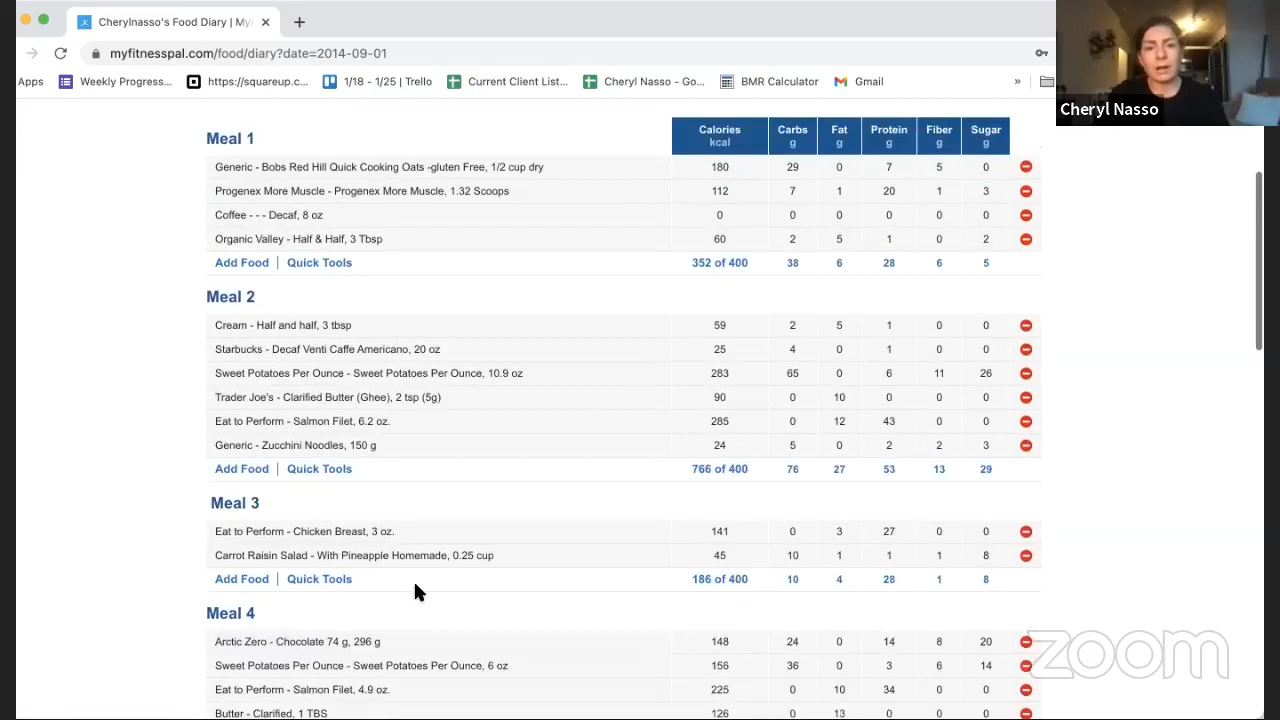 Cherylnasso's Food Diary | My
myfitnesspal.com/food/diary?date=2014-09-01
Apps Weekly Progress... https://squareup.c... 1/18 - 1/25 | Trello Current Client List... Cheryl Nasso - Go... BMR Calculator Gmail »
Cheryl Nasso
Meal 1 Calories kcal Carbs g Fat g Protein g Fiber g Sugar g
Generic - Bobs Red Hill Quick Cooking Oats -gluten Free, 1/2 cup dry 180 29 0 7 5 0
Progenex More Muscle - Progenex More Muscle, 1.32 Scoops 112 7 1 20 1 3
Coffee - - - Decaf, 8 oz 0 0 0 0 0 0
Organic Valley - Half & Half, 3 Tbsp 60 2 5 1 0 2
Add Food | Quick Tools 352 of 400 38 6 28 6 5
Meal 2
Cream - Half and half, 3 tbsp 59 2 5 1 0 0
Starbucks - Decaf Venti Caffe Americano, 20 oz 25 4 0 1 0 0
Sweet Potatoes Per Ounce - Sweet Potatoes Per Ounce, 10.9 oz 283 65 0 6 11 26
Trader Joe's - Clarified Butter (Ghee), 2 tsp (5g) 90 0 10 0 0 0
Eat to Perform - Salmon Filet, 6.2 oz. 285 0 12 43 0 0
Generic - Zucchini Noodles, 150 g 24 5 0 2 2 3
Add Food | Quick Tools 766 of 400 76 27 53 13 29
Meal 3
Eat to Perform - Chicken Breast, 3 oz. 141 0 3 27 0 0
Carrot Raisin Salad - With Pineapple Homemade, 0.25 cup 45 10 1 1 1 8
Add Food | Quick Tools 186 of 400 10 4 28 1 8
Meal 4
Arctic Zero - Chocolate 74 g, 296 g 148 24 0 14 8 20
Sweet Potatoes Per Ounce - Sweet Potatoes Per Ounce, 6 oz 156 36 0 3 6 14
Eat to Perform - Salmon Filet, 4.9 oz. 225 0 10 34 0 0
Butter - Clarified, 1 TBS 126 0 13 0 0 0
zoom